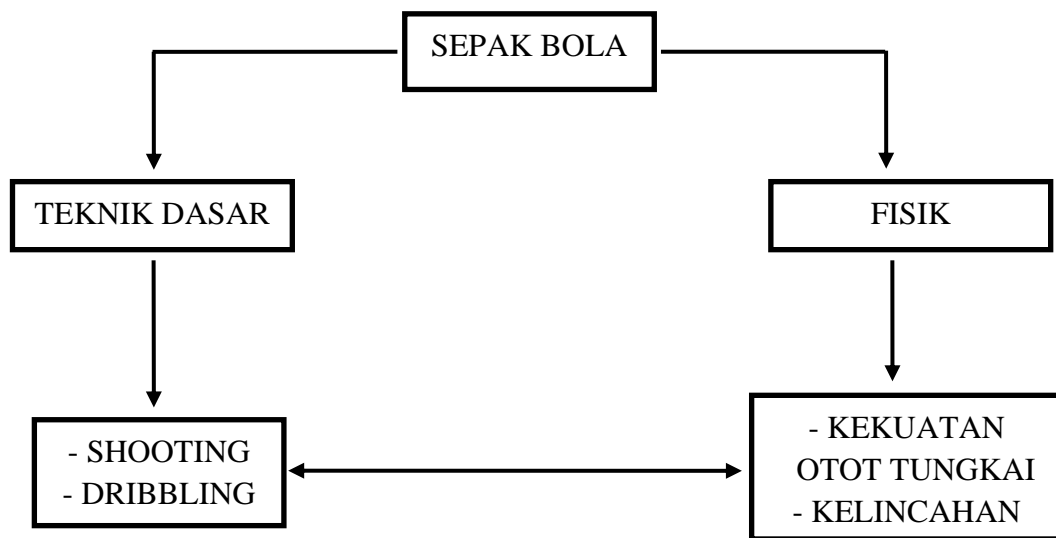 SEPAK BOLA
TEKNIK DASAR
FISIK
- SHOOTING
- DRIBBLING
- KEKUATAN
OTOT TUNGKAI
- KELINCAHAN